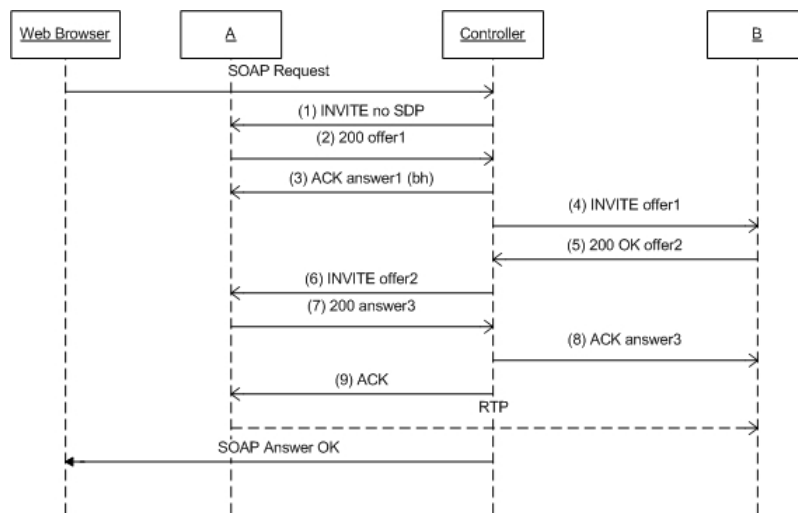 Web Browser A Controller B
SOAP Request
(1) INVITE no SDP
(2) 200 offer1
(3) ACK answer1 (bh)
(4) INVITE offer1
(5) 200 OK offer2
(6) INVITE offer2
(7) 200 answer3
(8) ACK answer3
(9) ACK
RTP
SOAP Answer OK